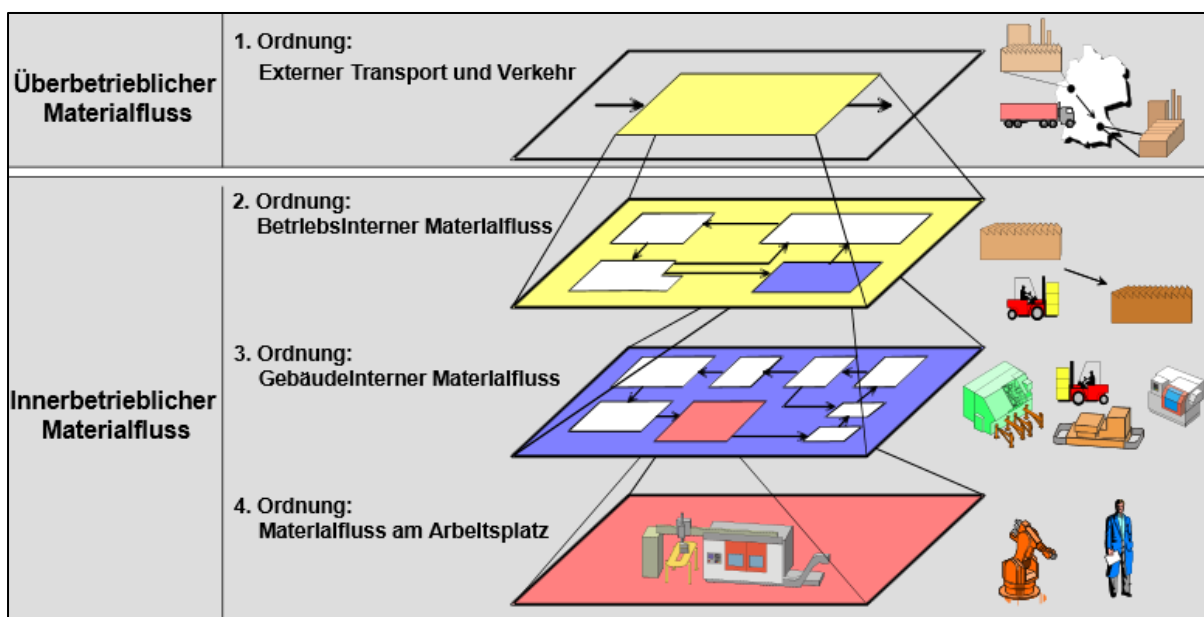 Überbetrieblicher
Materialfluss
1. Ordnung:
Externer Transport und Verkehr
Innerbetrieblicher
Materialfluss
2. Ordnung:
Betriebsinterner Materialfluss
3. Ordnung:
Gebäudeinterner Materialfluss
4. Ordnung:
Materialfluss am Arbeitsplatz